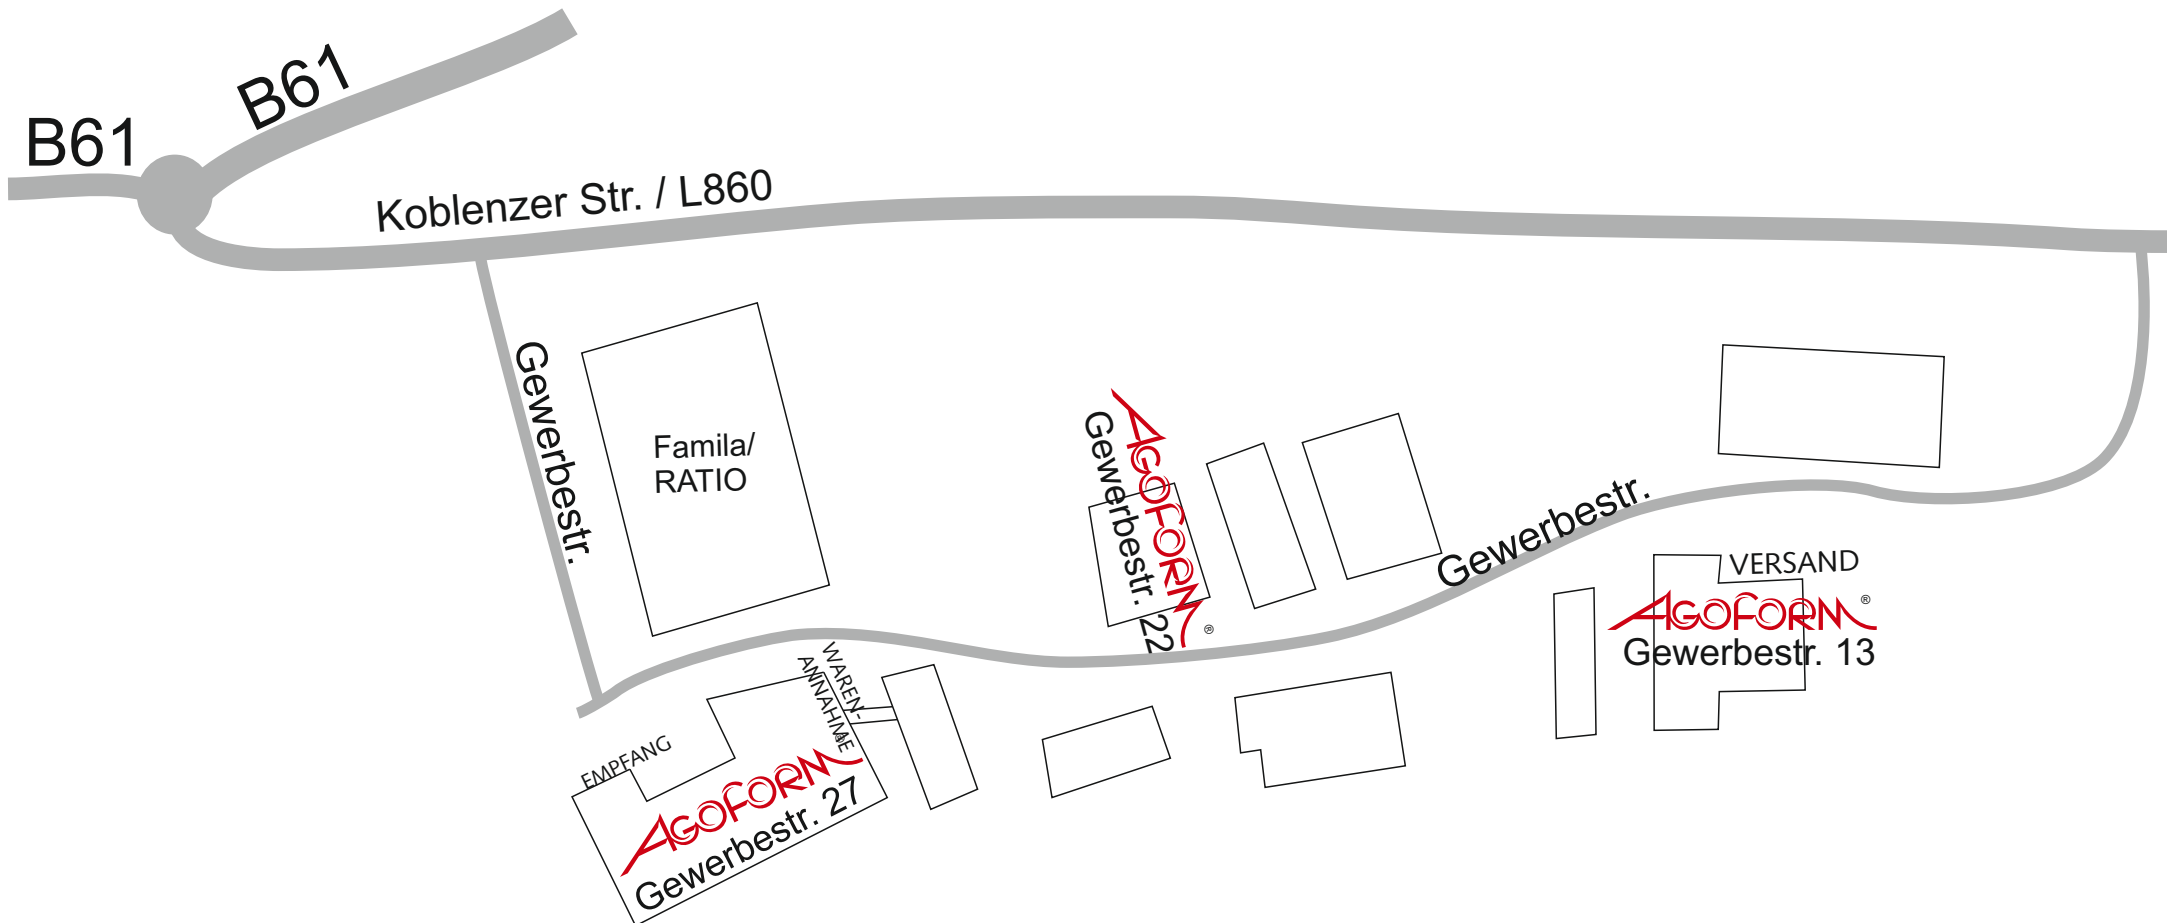 B61
B61
Koblenzer Str. / L860
Gewerbestr.
Famila/
RATIO
AGOFORM®
Gewerbestr. 22
Gewerbestr.
VERSAND
AGOFORM®
Gewerbestr. 13
WAREN-
ANNAHME
EMPFANG
AGOFORM®
Gewerbestr. 27